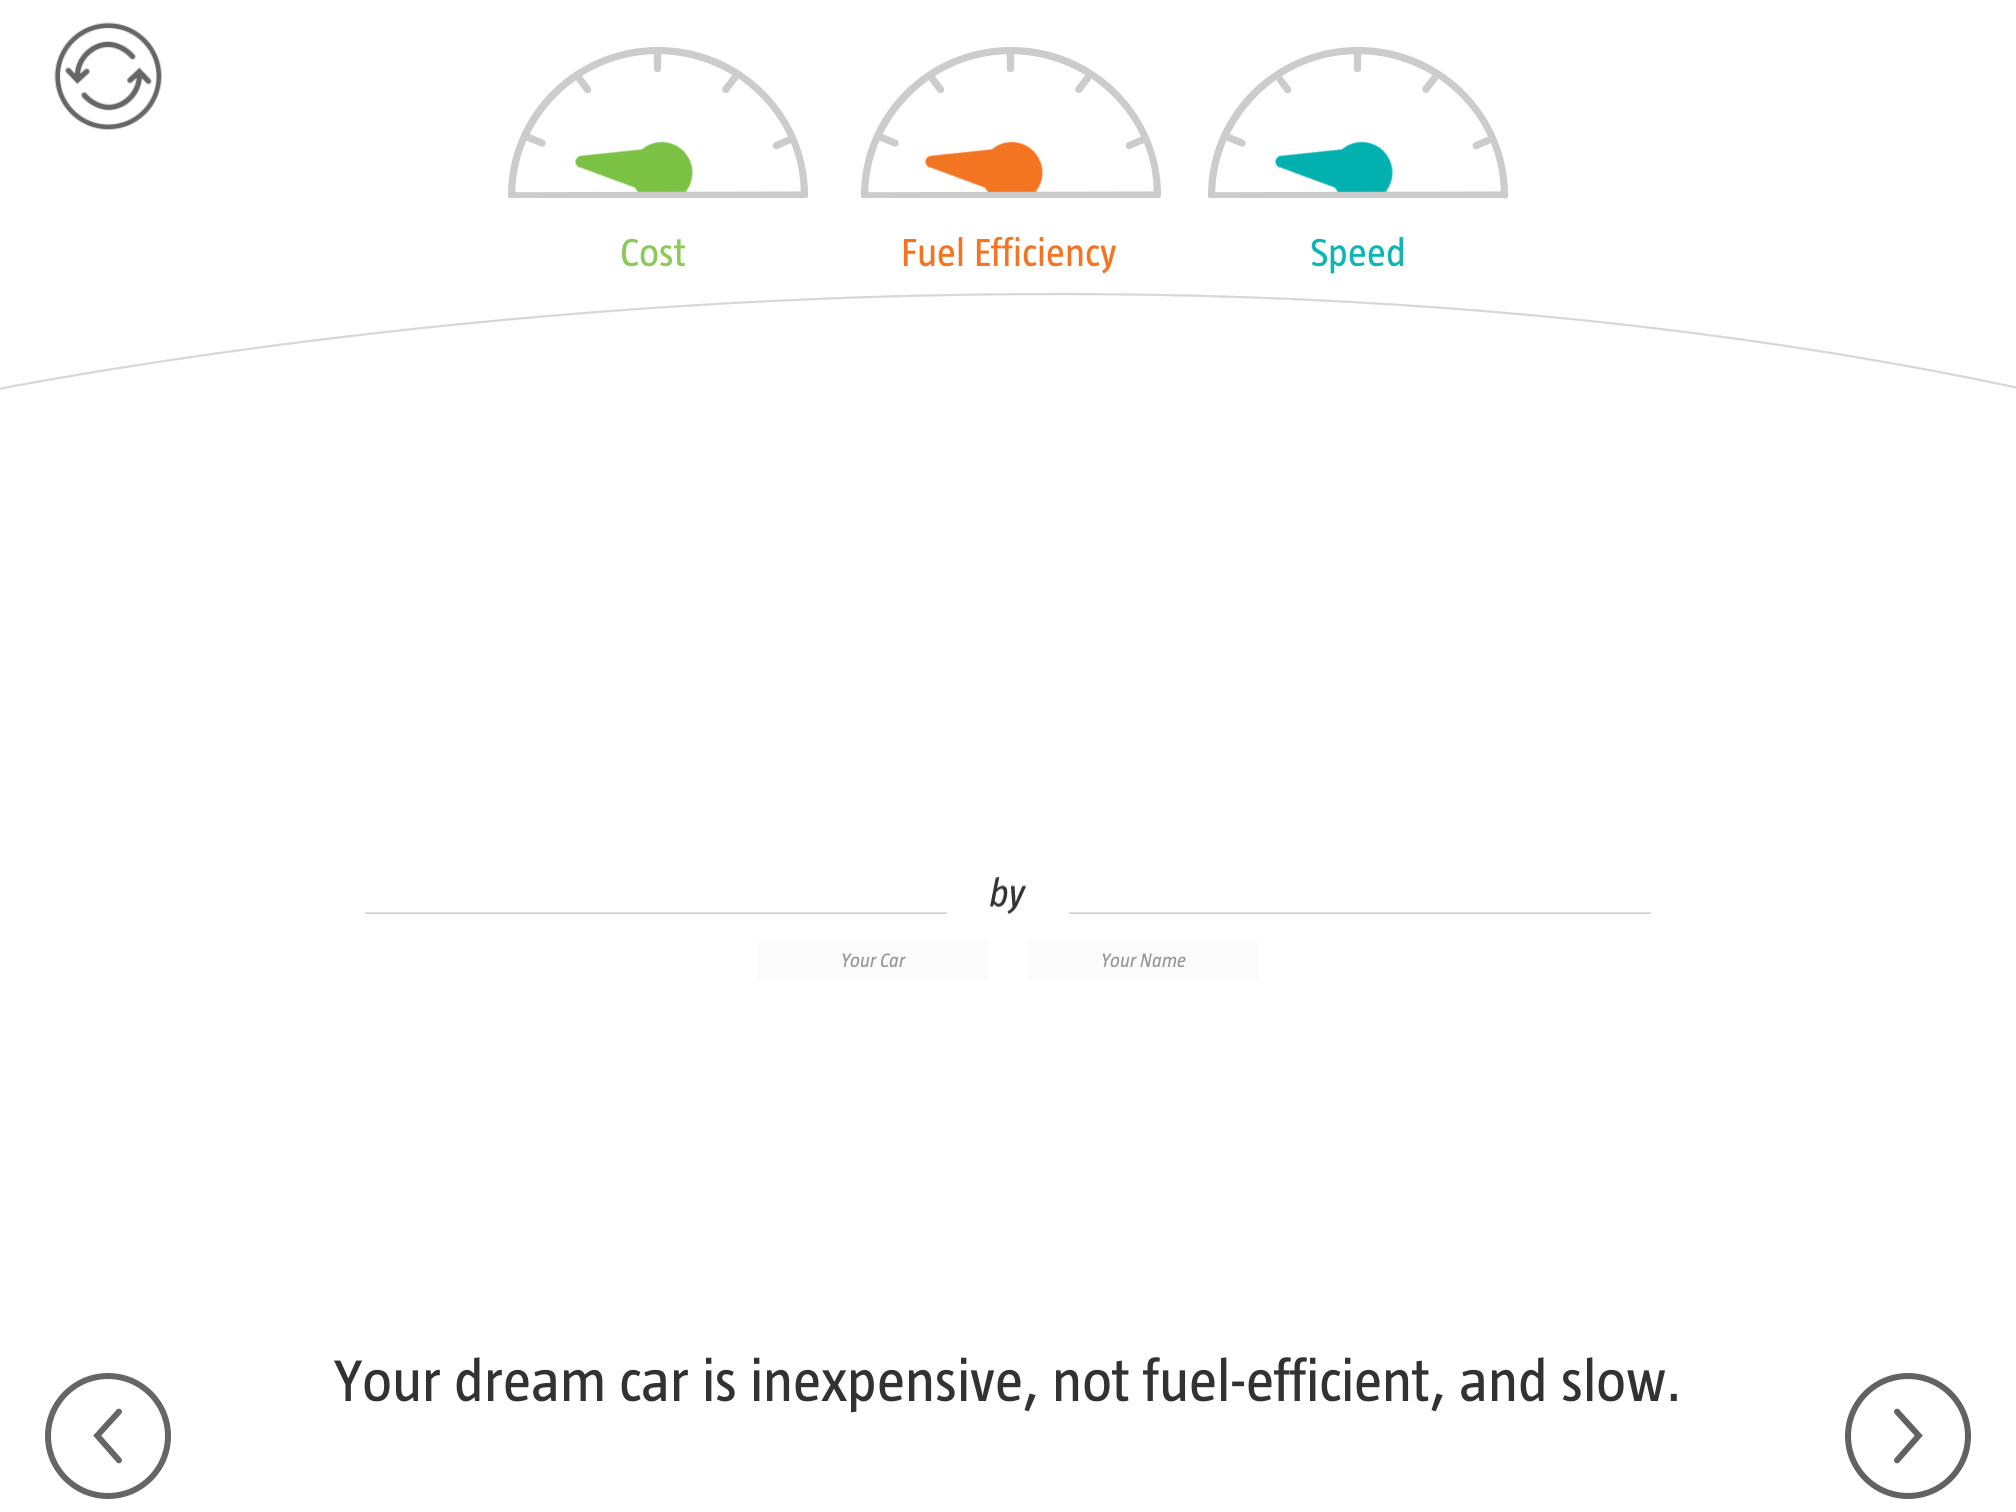 Cost
Fuel Efficiency
Speed
by
Your Car
Your Name
Your dream car is inexpensive, not fuel-efficient, and slow.